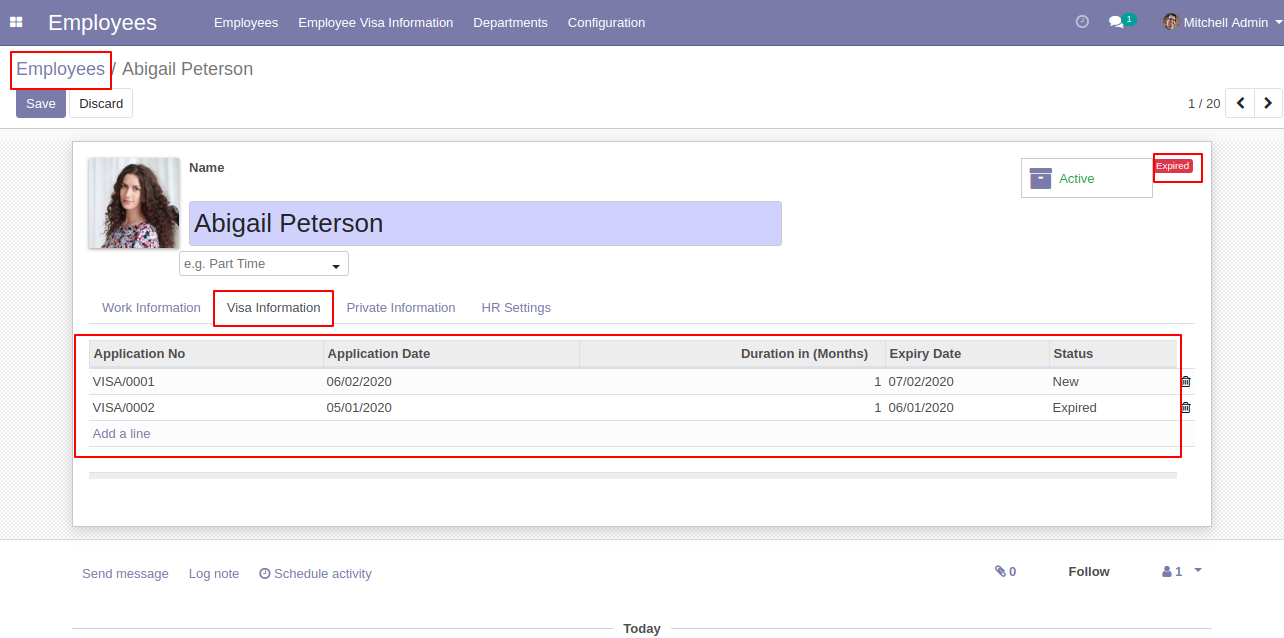 Employees Employees Employee Visa Information Departments Configuration 1 Mitchell Admin
Employees / Abigail Peterson
Save Discard 1 / 20
Name
Expired
Active
Abigail Peterson
e.g. Part Time
Work Information Visa Information Private Information HR Settings
Application No Application Date Duration in (Months) Expiry Date Status
VISA/0001 06/02/2020 1 07/02/2020 New
VISA/0002 05/01/2020 1 06/01/2020 Expired
Add a line
Send message Log note Schedule activity 0 Follow 1
Today